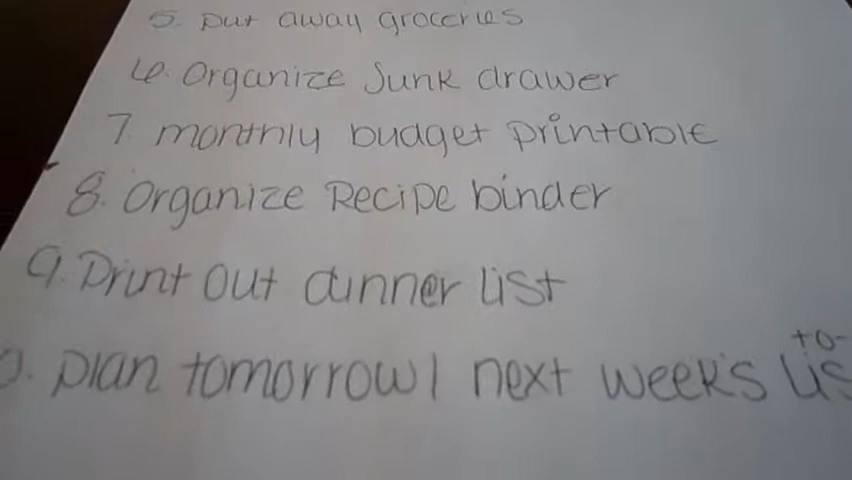 5. put away groceries
6. Organize Junk drawer
7. monthly budget printable
8. Organize Recipe binder
9. Print out dinner list
plan tomorrow/ next week's to-